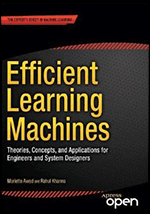 THE EXPERT'S VOICE IN MACHINE LEARNING
Efficient
Learning
Machines
Theories, Concepts, and Applications for
Engineers and System Designers
Mariette Awad and Rahul Khanna
Apress
open